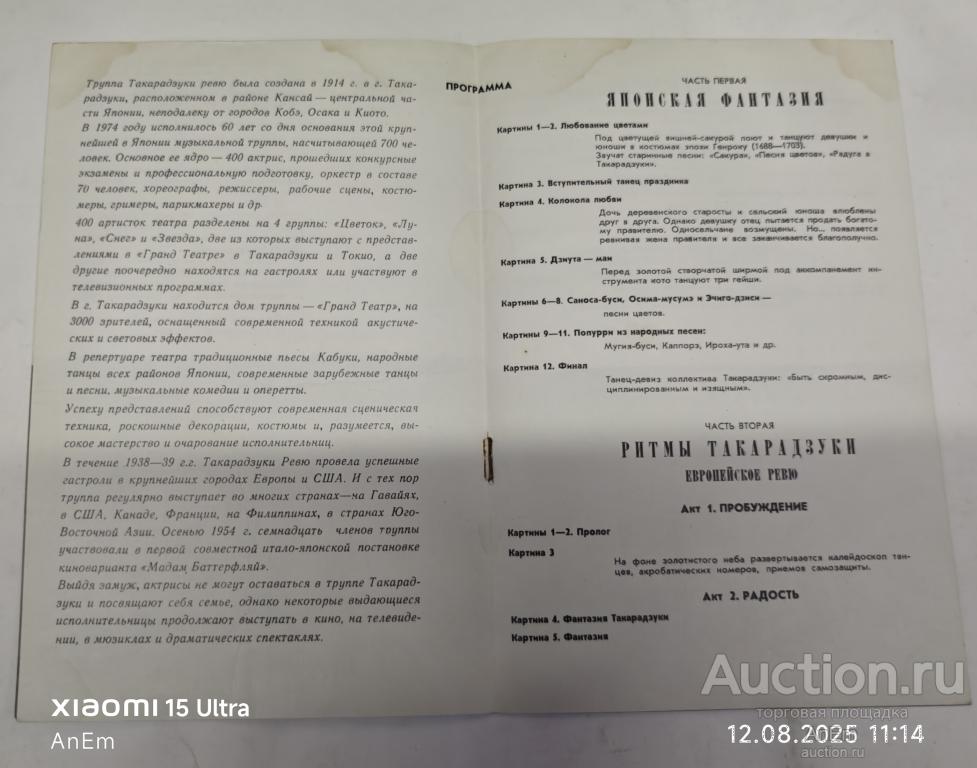 Труппа Такарадзуки ревю была создана в 1914 г. в г. Така-
радзуки, расположенном в районе Кансай — центральной ча-
сти Японии, неподалеку от городов Кобэ, Осака и Киото.
В 1974 году исполнилось 60 лет со дня основания этой круп-
нейшей в Японии музыкальной труппы, насчитывающей 700 че-
ловек. Основное ее ядро — 400 актрис, прошедших конкурсные
экзамены и профессиональную подготовку, оркестр в составе
70 человек, хореографы, режиссеры, рабочие сцены, костю-
меры, гримеры, парикмахеры и др.
400 артисток театра разделены на 4 группы: «Цветок», «Лу-
на», «Снег» и «Звезда», две из которых выступают с представ-
лениями в «Гранд Театре» в Такарадзуки и Токио, а две
другие поочередно находятся на гастролях или участвуют в
телевизионных программах.
В г. Такарадзуки находится дом труппы — «Гранд Театр», на
3000 зрителей, оснащенный современной техникой акустиче-
ских и световых эффектов.
В репертуаре театра традиционные пьесы Кабуки, народные
танцы всех районов Японии, современные зарубежные танцы
и песни, музыкальные комедии и оперетты.
Успеху представлений способствуют современная сценическая
техника, роскошные декорации, костюмы и, разумеется, вы-
сокое мастерство и очарование исполнительниц.
В течение 1938—39 г.г. Такарадзуки Ревю провела успешные
гастроли в крупнейших городах Европы и США. И с тех пор
труппа регулярно выступает во многих странах—на Гавайях,
в США, Канаде, Франции, на Филиппинах, в странах Юго-
Восточной Азии. Осенью 1954 г. семнадцать членов труппы
участвовали в первой совместной итало-японской постановке
киноварианта «Мадам Баттерфляй».
Выйдя замуж, актрисы не могут оставаться в труппе Такарад-
зуки и посвящают себя семье, однако некоторые выдающиеся
исполнительницы продолжают выступать в кино, на телевиде-
нии, в мюзиклах и драматических спектаклях.
ПРОГРАММА
ЧАСТЬ ПЕРВАЯ
ЯПОНСКАЯ ФАНТАЗИЯ
Картины 1—2. Любование цветами
Под цветущей вишней-сакурой поют и танцуют девушки и
юноши в костюмах эпохи Генроку (1688—1703).
Звучат старинные песни: «Сакура», «Песня цветов», «Радуга в
Такарадзуки».
Картина 3. Вступительный танец праздника
Картина 4. Колокола любви
Дочь деревенского старосты и сельский юноша влюблены
друг в друга. Однако девушку отец пытается продать богато-
му правителю. Односельчане возмущены. Но... появляется
ревнивая жена правителя и все заканчивается благополучно.
Картина 5. Дзиута — маи
Перед золотой створчатой ширмой под аккомпанемент ин-
струмента кото танцуют три гейши.
Картины 6—8. Саноса-буси, Осима-мусумэ и Эчиго-дзиси —
песни цветов.
Картины 9—11. Попурри из народных песен:
Мугия-буси, Каппорэ, Ироха-ута и др.
Картина 12. Финал
Танец-девиз коллектива Такарадзуки: «Быть скромным, дис-
циплинированным и изящным».
ЧАСТЬ ВТОРАЯ
РИТМЫ ТАКАРАДЗУКИ
ЕВРОПЕЙСКОЕ РЕВЮ
Акт 1. ПРОБУЖДЕНИЕ
Картины 1—2. Пролог
Картина 3
На фоне золотистого неба развертывается калейдоскоп тан-
цев, акробатических номеров, приемов самозащиты.
Акт 2. РАДОСТЬ
Картина 4. Фантазия Такарадзуки
Картина 5. Фантазия
xiaomi 15 Ultra
AnEm
Auction.ru
торговая площадка
12.08.2025 11:14
AnEm
auction.ru